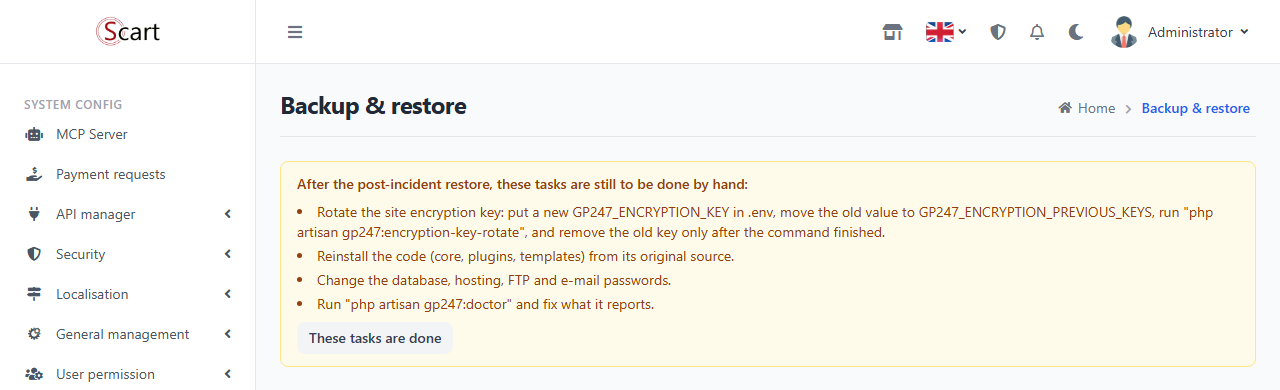 Scart
Administrator
SYSTEM CONFIG
MCP Server
Payment requests
API manager
Security
Localisation
General management
User permission
Backup & restore
Home
Backup & restore
After the post-incident restore, these tasks are still to be done by hand:
• Rotate the site encryption key: put a new GP247_ENCRYPTION_KEY in .env, move the old value to GP247_ENCRYPTION_PREVIOUS_KEYS, run "php
artisan gp247:encryption-key-rotate", and remove the old key only after the command finished.
• Reinstall the code (core, plugins, templates) from its original source.
• Change the database, hosting, FTP and e-mail passwords.
• Run "php artisan gp247:doctor" and fix what it reports.
These tasks are done